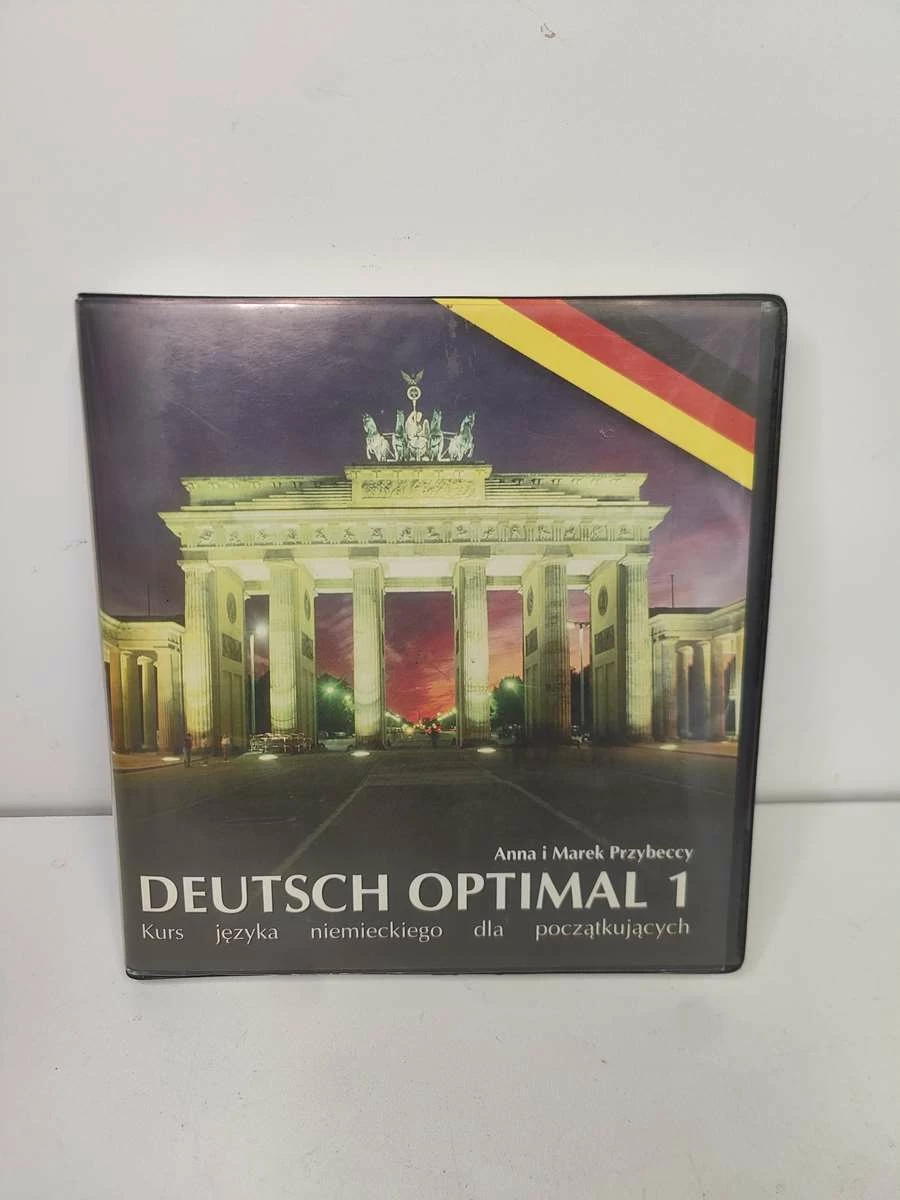 Anna i Marek Przybeccy
DEUTSCH OPTIMAL 1
Kurs języka niemieckiego dla początkujących